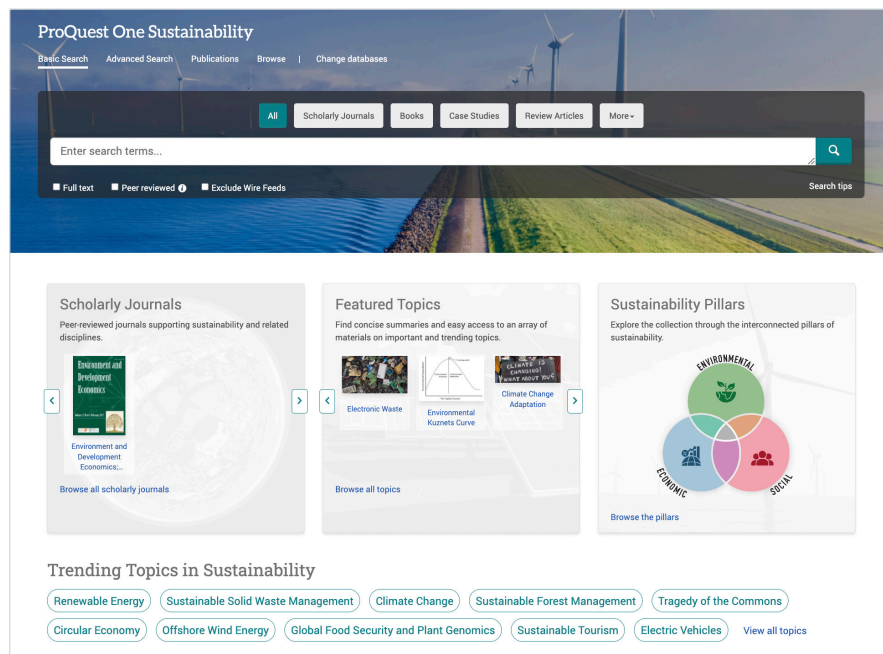 ProQuest One Sustainability
Basic Search Advanced Search Publications Browse | Change databases
All Scholarly Journals Books Case Studies Review Articles More
Enter search terms...
Full text Peer reviewed Exclude Wire Feeds Search tips
Scholarly Journals
Peer-reviewed journals supporting sustainability and related
disciplines.
Environment and
Development
Economics
Environment and
Development
Economics;...
Browse all scholarly journals
Featured Topics
Find concise summaries and easy access to an array of
materials on important and trending topics.
Electronic Waste
Environmental
Kuznets Curve
CLIMATE IS
CHANGING!
WHAT ABOUT YOU?
Climate Change
Adaptation
Browse all topics
Sustainability Pillars
Explore the collection through the interconnected pillars of
sustainability.
ENVIRONMENTAL
ECONOMIC
SOCIAL
Browse the pillars
Trending Topics in Sustainability
Renewable Energy Sustainable Solid Waste Management Climate Change Sustainable Forest Management Tragedy of the Commons
Circular Economy Offshore Wind Energy Global Food Security and Plant Genomics Sustainable Tourism Electric Vehicles View all topics